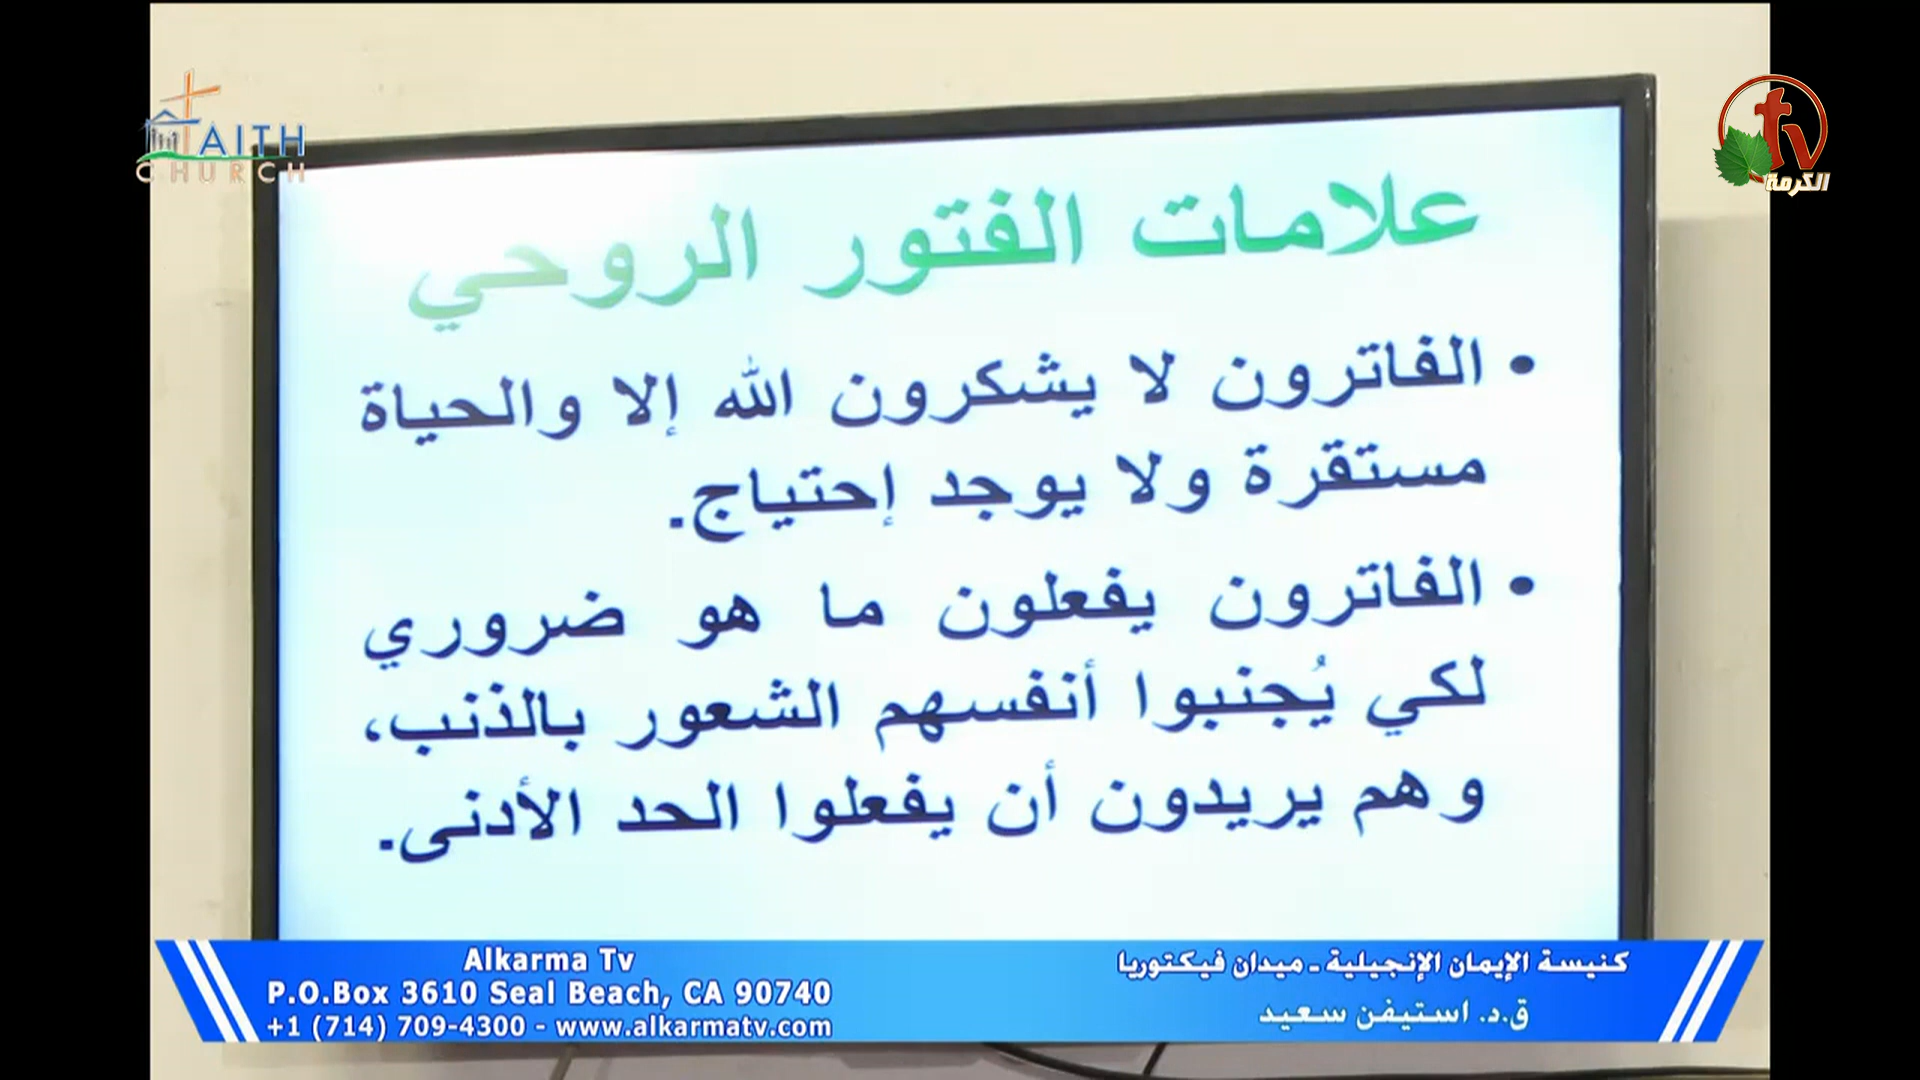 FAITH
CHURCH
tv
الكرمة
علامات الفتور الروحي
• الفاترون لا يشكرون الله إلا والحياة
مستقرة ولا يوجد إحتياج.
• الفاترون يفعلون ما هو ضروري
لكي يُجنبوا أنفسهم الشعور بالذنب،
وهم يريدون أن يفعلوا الحد الأدنى.
Alkarma Tv
P.O.Box 3610 Seal Beach, CA 90740
+1 (714) 709-4300 - www.alkarmatv.com
كنيسة الإيمان الإنجيلية - ميدان فيكتوريا
ق.د. استيفن سعيد